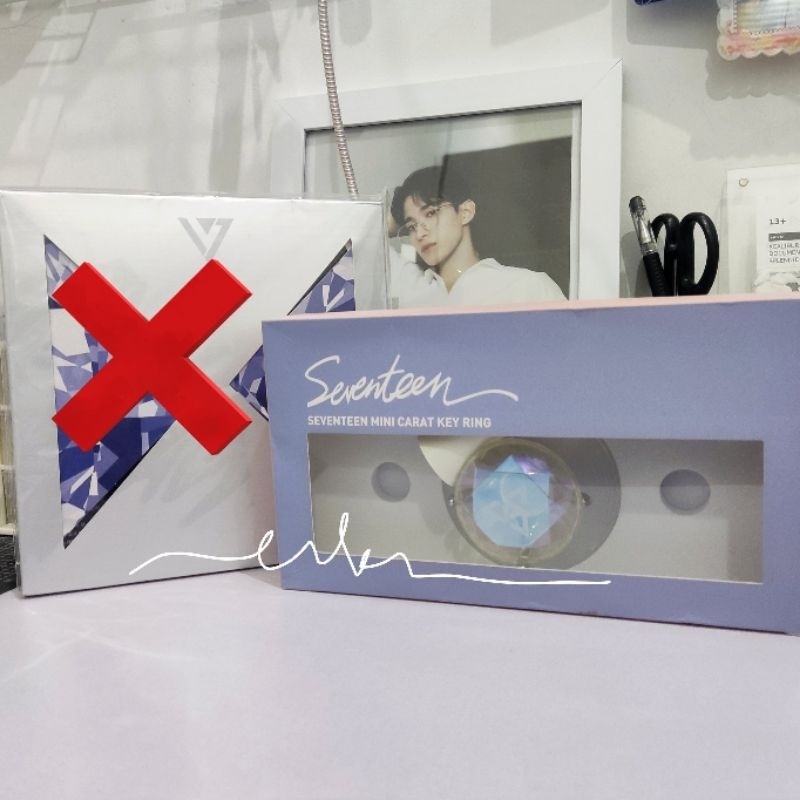 Seventeen
SEVENTEEN MINI CARAT KEY RING
13+